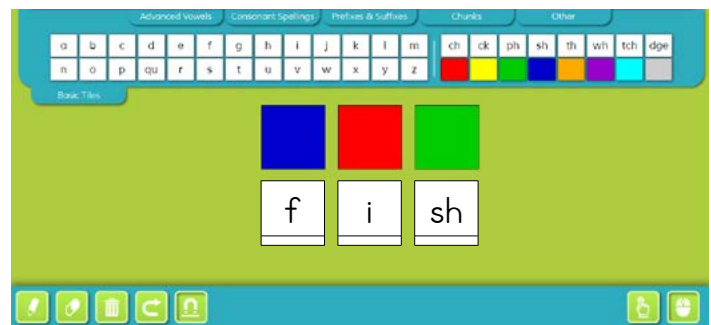 Advanced Vowels Consonant Spellings Prefixes & Suffixes Chunks Other
a b c d e f g h i j k l m ch ck ph sh th wh tch dge
n o p qu r s t u v w x y z
Basic Tiles
f i sh